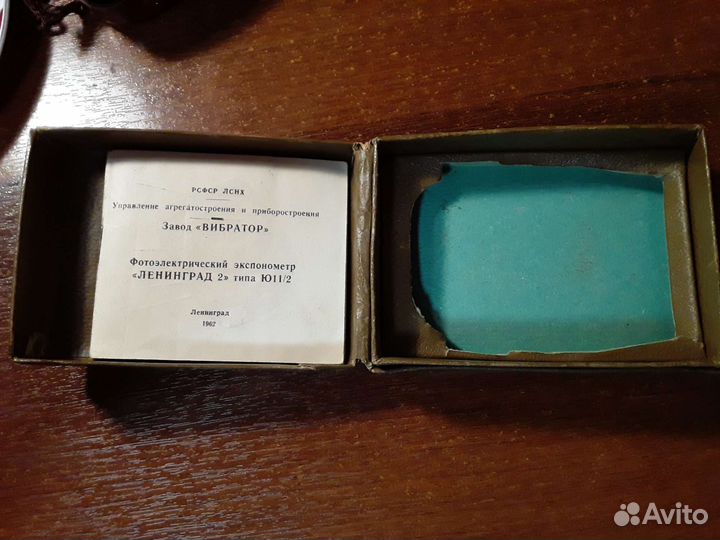 РСФСР ЛСНХ
Управление агрегатостроения и приборостроения
Завод «ВИБРАТОР»
Фотоэлектрический экспонометр
«ЛЕНИНГРАД 2» типа Ю11/2
Ленинград
1962
Avito